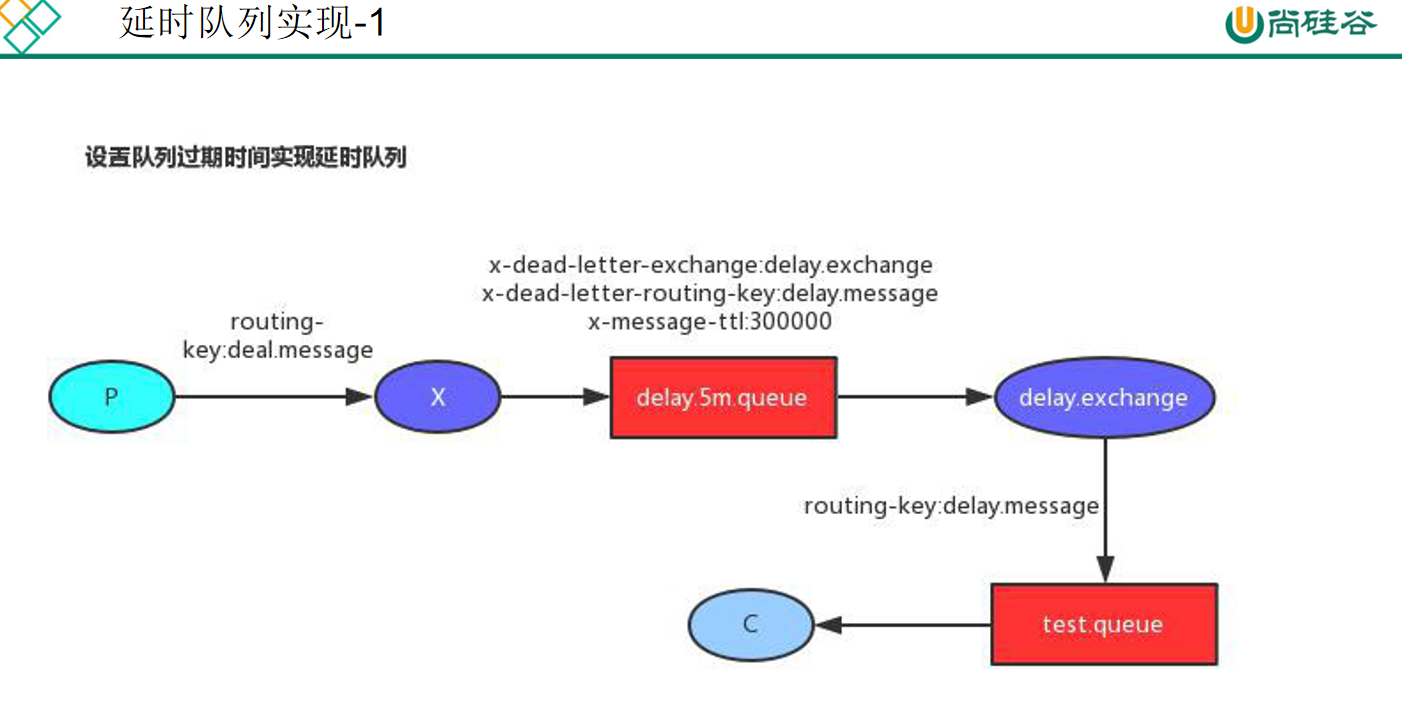 延时队列实现-1
尚硅谷
设置队列过期时间实现延时队列
x-dead-letter-exchange:delay.exchange
x-dead-letter-routing-key:delay.message
x-message-ttl:300000
routing-
key:deal.message
P
X
delay.5m.queue
delay.exchange
routing-key:delay.message
C
test.queue